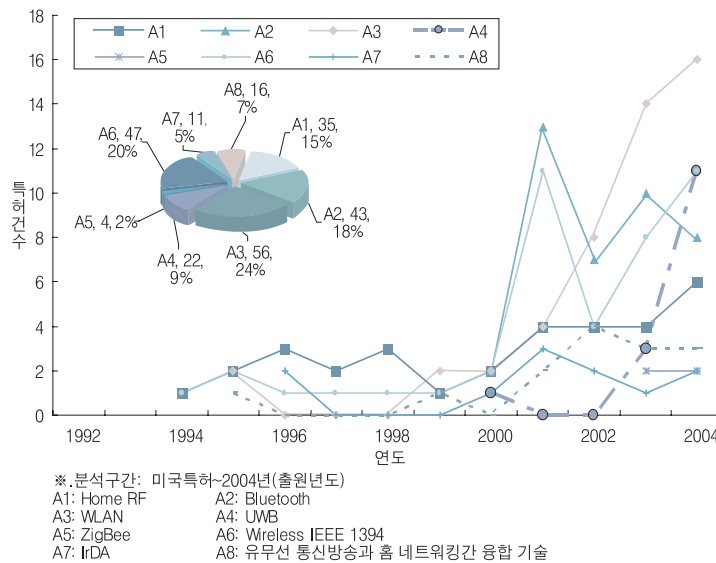 18
16
14
12
10
8
6
4
2
0
특허건수
A1 A2 A3 A4
A5 A6 A7 A8
A8, 16,
7%
A7, 11,
5%
A1, 35,
15%
A6, 47,
20%
A2, 43,
18%
A5, 4,2%
A3, 56,
24%
A4, 22,
9%
1992 1994 1996 1998 2000 2002 2004
연도
※.분석구간: 미국특허~2004년(출원년도)
A1: Home RF A2: Bluetooth
A3: WLAN A4: UWB
A5: ZigBee A6: Wireless IEEE 1394
A7: IrDA A8: 유무선 통신방송과 홈 네트워킹간 융합 기술